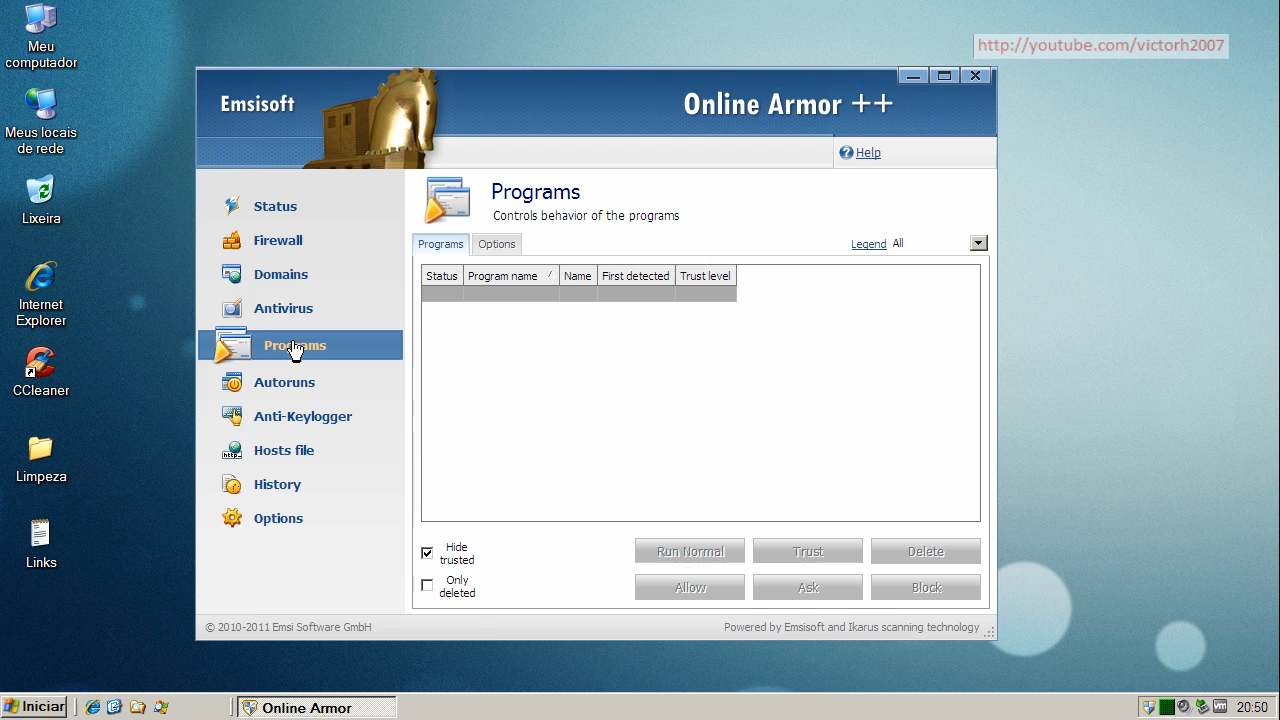 Meu
computador
Meus locais
de rede
Lixeira
Internet
Explorer
CCleaner
Limpeza
Links
http://youtube.com/victorh2007
Emsisoft
Online Armor ++
Help
Status
Firewall
Domains
Antivirus
Programs
Autoruns
Anti-Keylogger
Hosts file
History
Options
Programs
Controls behavior of the programs
Programs Options Legend All
Status Program name Name First detected Trust level
Hide
trusted
Only
deleted
Run Normal Trust Delete
Allow Ask Block
© 2010-2011 Emsi Software GmbH Powered by Emsisoft and Ikarus scanning technology
Iniciar Online Armor 20:50